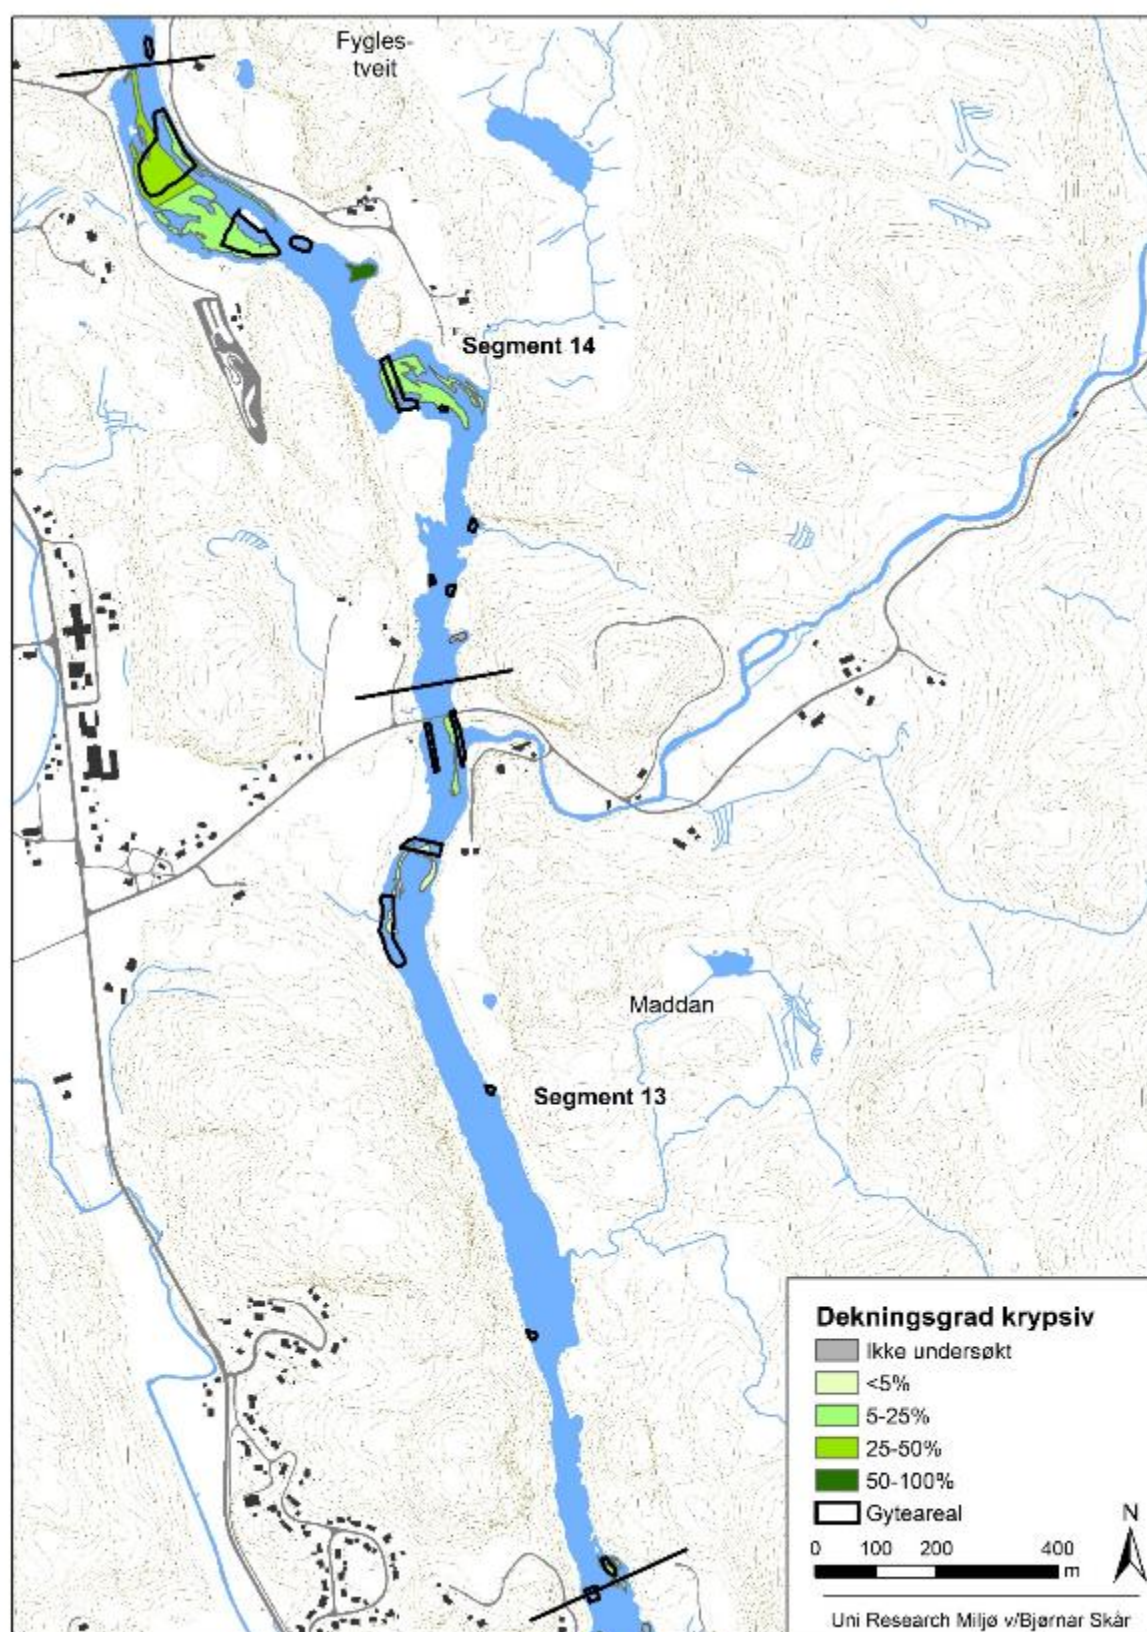 Fygles-
tveit
Segment 14
Maddan
Segment 13
Dekningsgrad krypsiv
Ikke undersøkt
<5%
5-25%
25-50%
50-100%
Gyteareal
N
0 100 200 400
m
Uni Research Miljø v/Bjørnar Skår